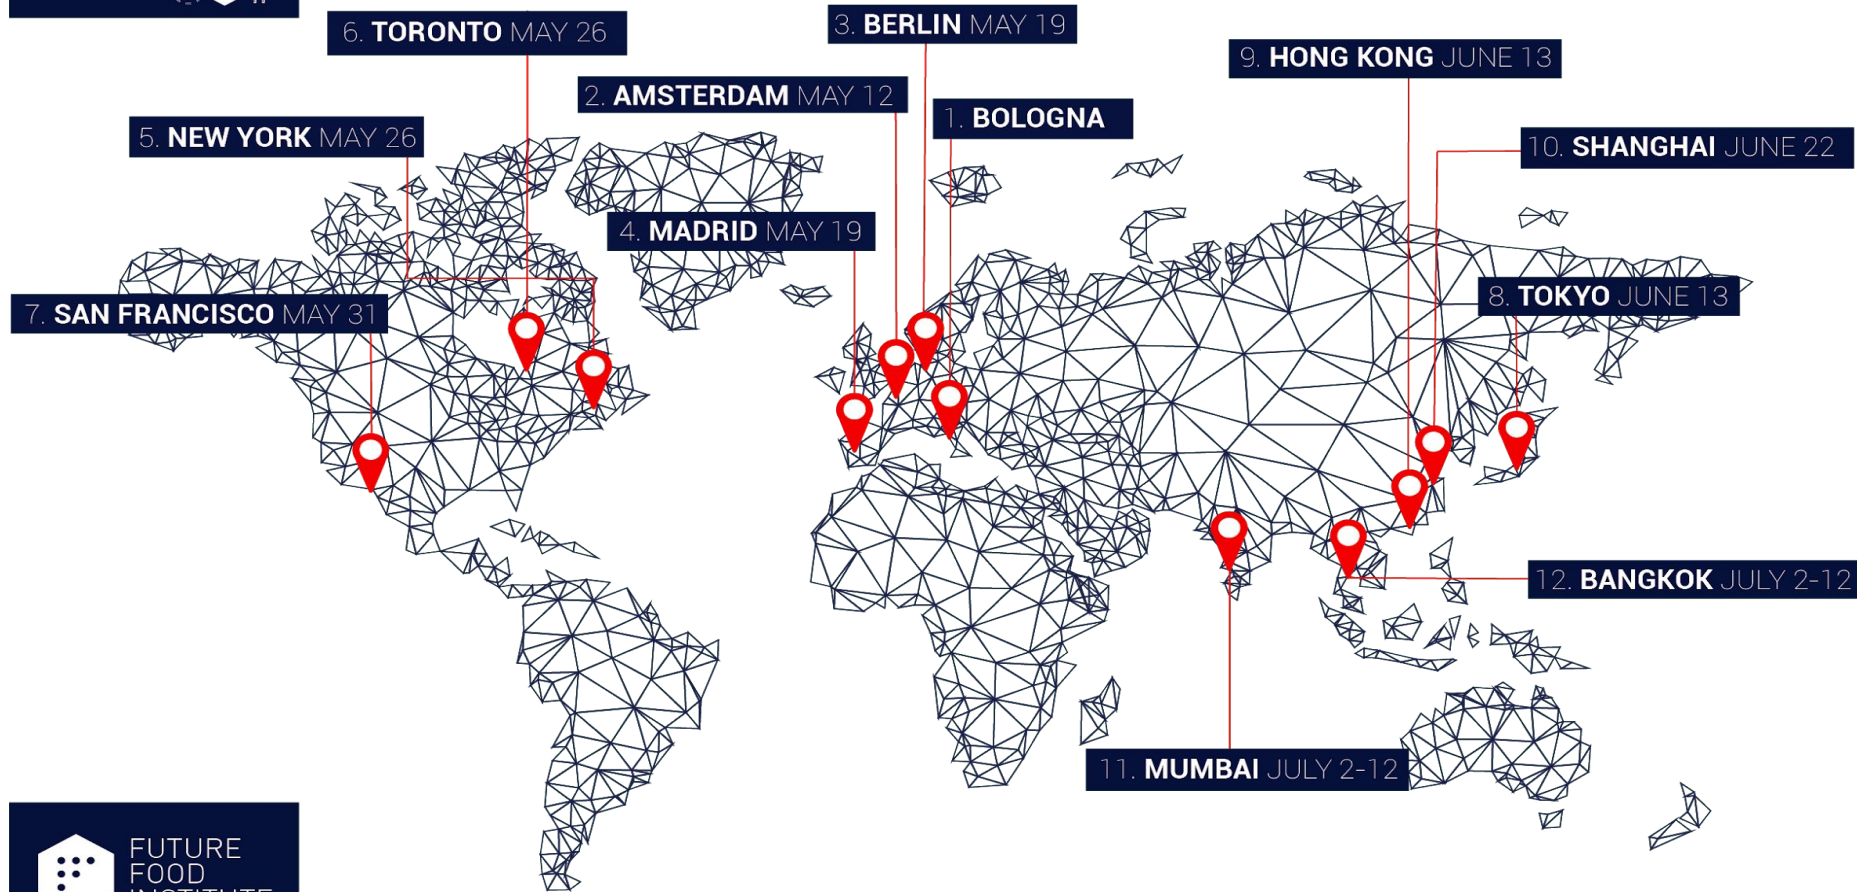 6. TORONTO MAY 26
3. BERLIN MAY 19
9. HONG KONG JUNE 13
2. AMSTERDAM MAY 12
1. BOLOGNA
5. NEW YORK MAY 26
10. SHANGHAI JUNE 22
4. MADRID MAY 19
7. SAN FRANCISCO MAY 31
8. TOKYO JUNE 13
12. BANGKOK JULY 2-12
11. MUMBAI JULY 2-12
FUTURE
FOOD
INSTITUTE